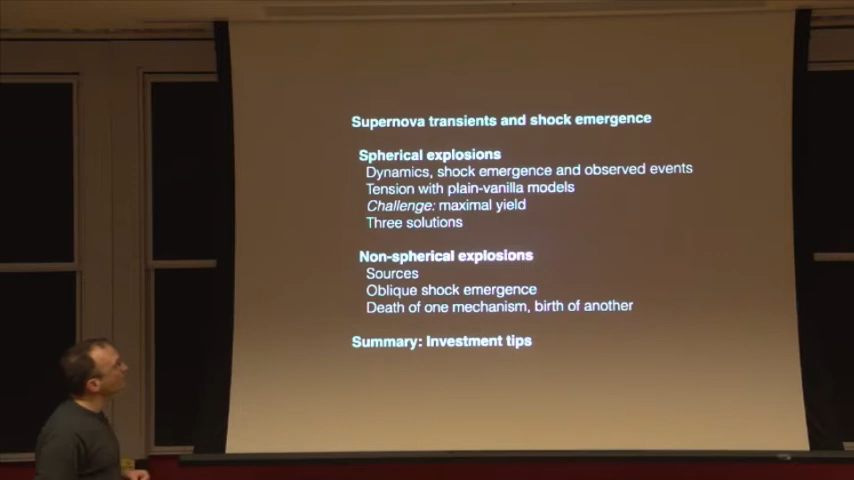 Supernova transients and shock emergence
Spherical explosions
Dynamics, shock emergence and observed events
Tension with plain-vanilla models
Challenge: maximal yield
Three solutions
Non-spherical explosions
Sources
Oblique shock emergence
Death of one mechanism, birth of another
Summary: Investment tips